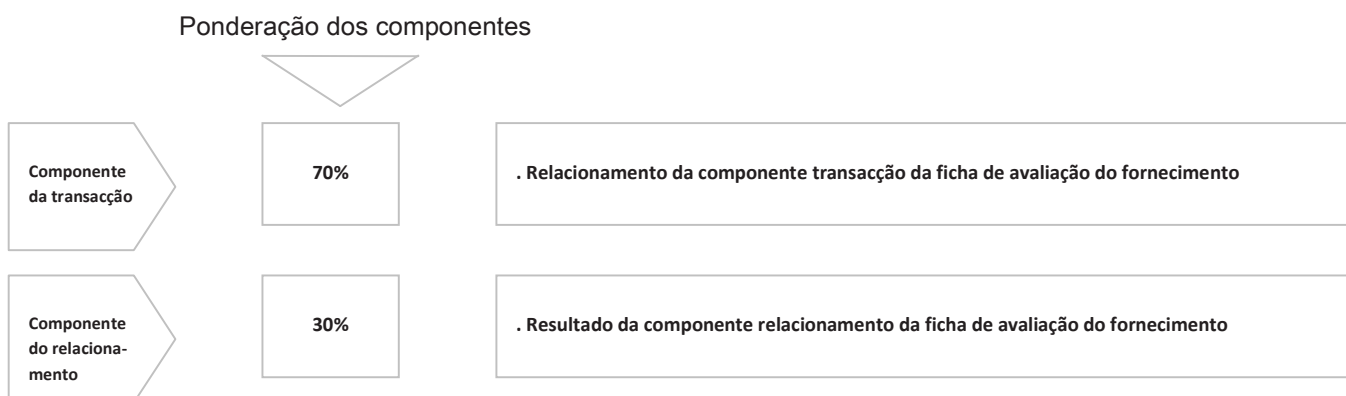 Ponderação dos componentes
Componente
da transacção
70%
. Relacionamento da componente transacção da ficha de avaliação do fornecimento
Componente
do relaciona-
mento
30%
. Resultado da componente relacionamento da ficha de avaliação do fornecimento